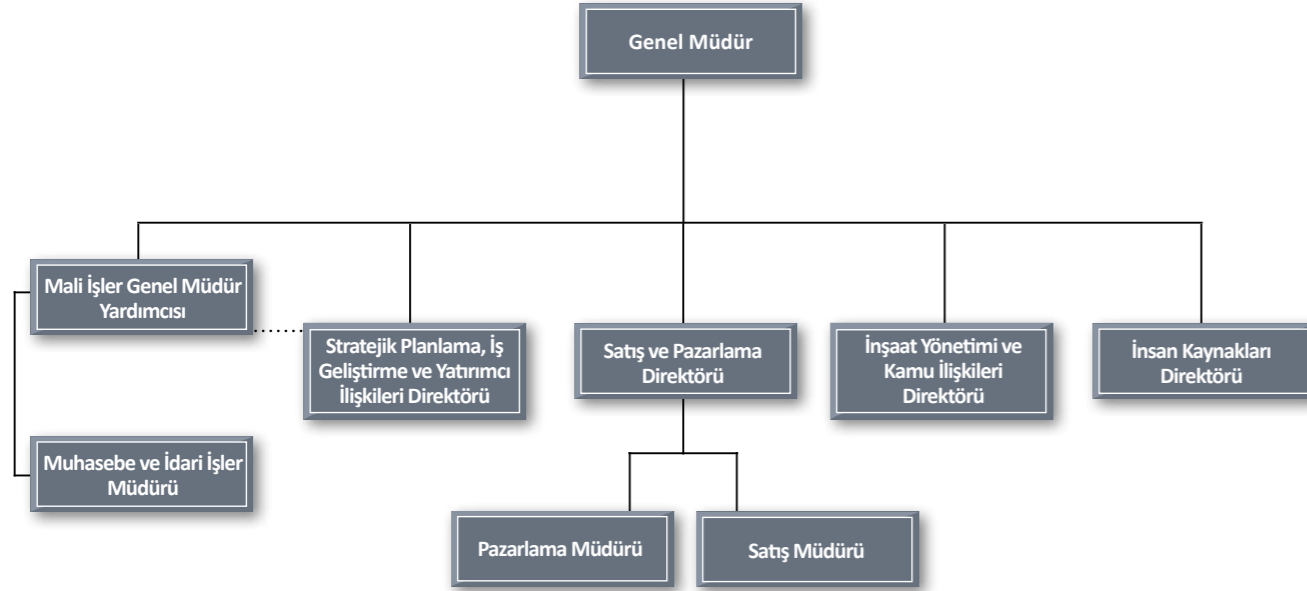 Genel Müdür
Mali İşler Genel Müdür
Yardımcısı
Stratejik Planlama, İş
Geliştirme ve Yatırımcı
İlişkileri Direktörü
Satış ve Pazarlama
Direktörü
İnşaat Yönetimi ve
Kamu İlişkileri
Direktörü
İnsan Kaynakları
Direktörü
Muhasebe ve İdari İşler
Müdürü
Pazarlama Müdürü
Satış Müdürü